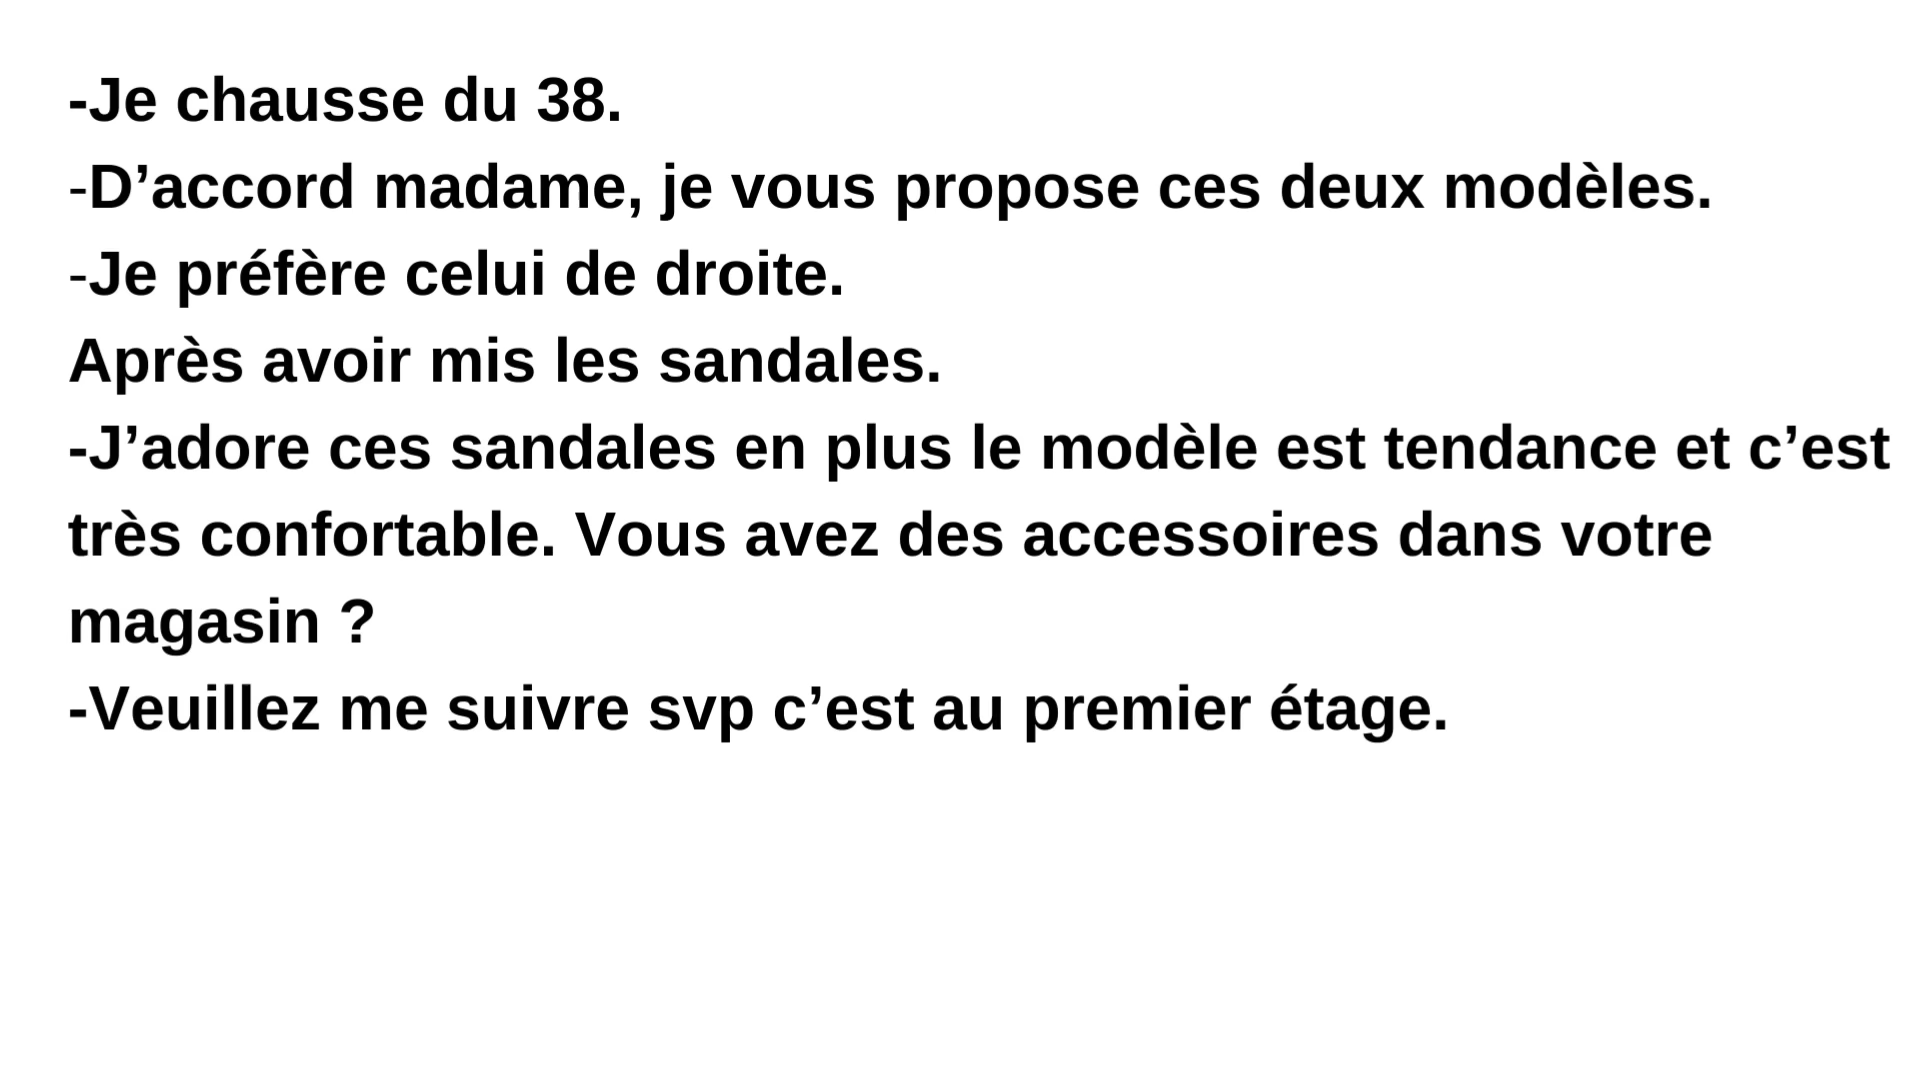 -Je chausse du 38.
-D’accord madame, je vous propose ces deux modèles.
-Je préfère celui de droite.
Après avoir mis les sandales.
-J’adore ces sandales en plus le modèle est tendance et c’est
très confortable. Vous avez des accessoires dans votre
magasin ?
-Veuillez me suivre svp c’est au premier étage.